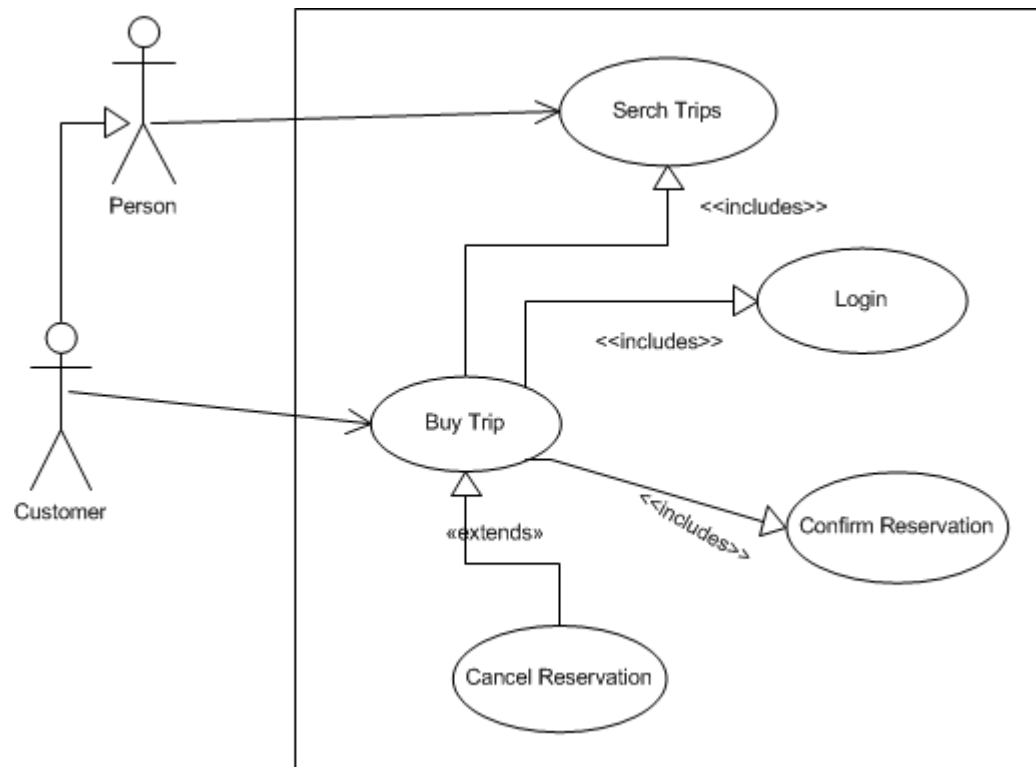 Serch Trips
Person
<<includes>>
Login
<<includes>>
Buy Trip
Customer
<<includes>>
Confirm Reservation
«extends»
Cancel Reservation